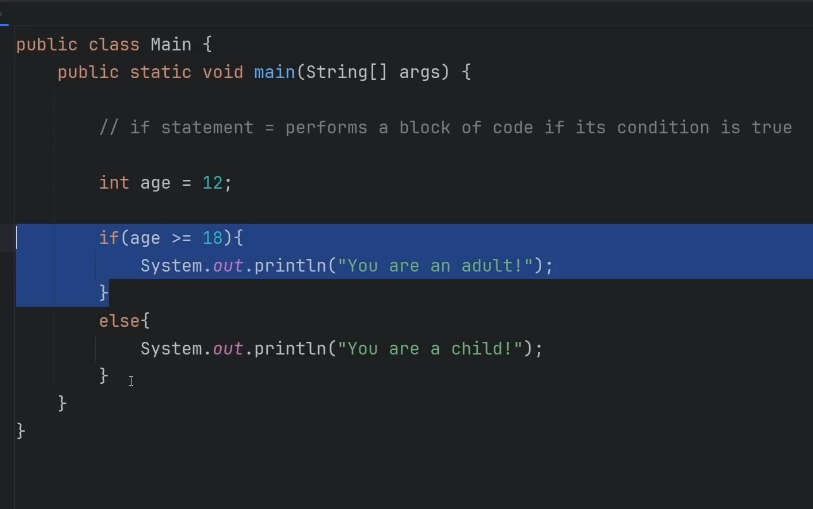 public class Main {
    public static void main(String[] args) {

        // if statement = performs a block of code if its condition is true

        int age = 12;

        if(age >= 18){
            System.out.println("You are an adult!");
        }
        else{
            System.out.println("You are a child!");
        }
    }
}